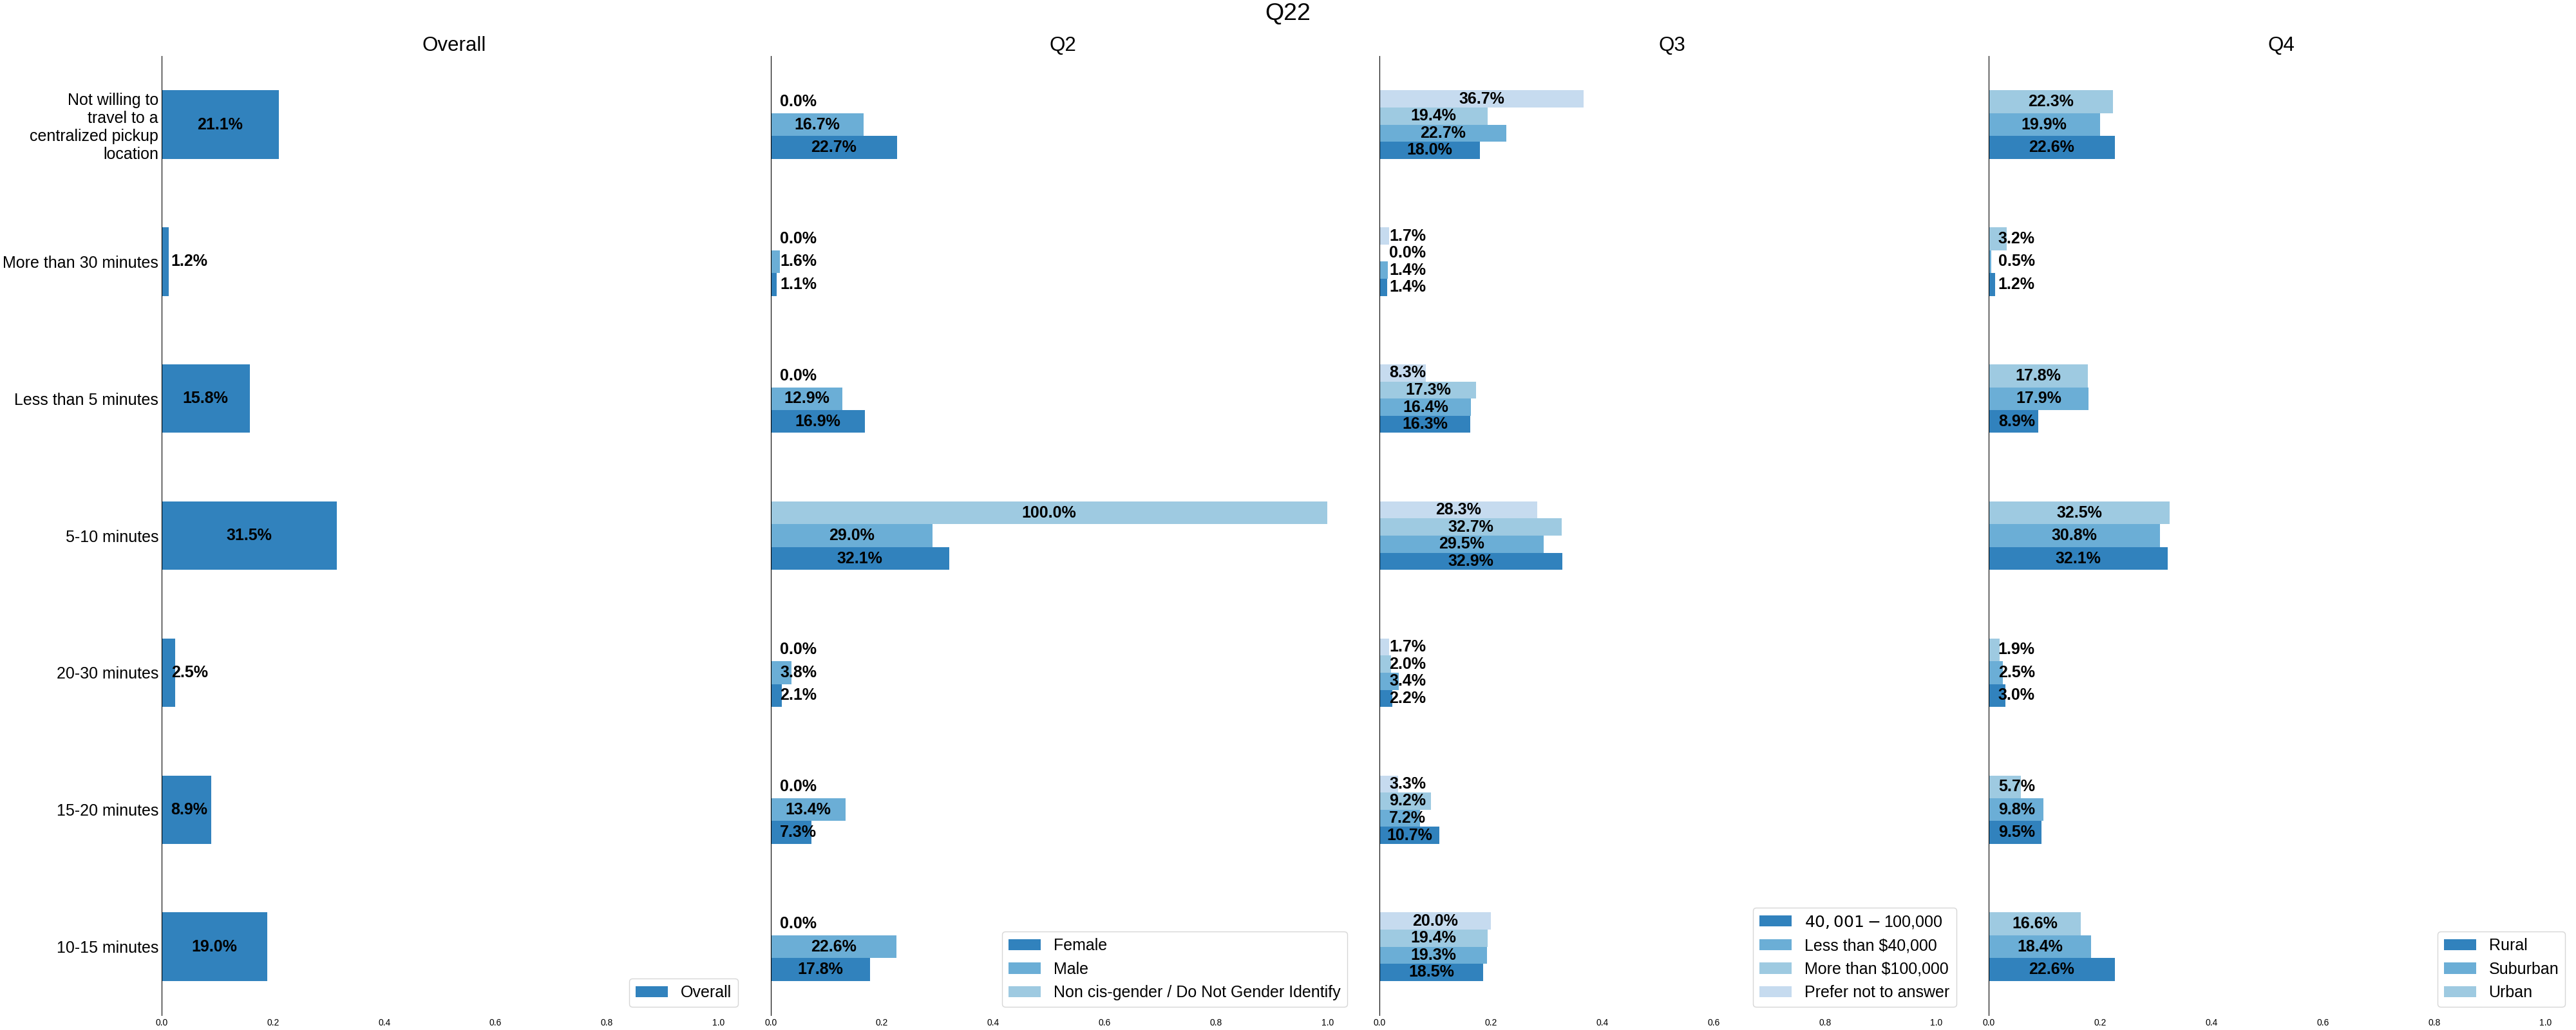 Q22
Overall
Q2
Q3
Q4
Not willing to
travel to a
centralized pickup
location
More than 30 minutes
Less than 5 minutes
5-10 minutes
20-30 minutes
15-20 minutes
10-15 minutes
21.1%
1.2%
15.8%
31.5%
2.5%
8.9%
19.0%
Overall
0.0 0.2 0.4 0.6 0.8 1.0
0.0%
16.7%
22.7%
0.0%
1.6%
1.1%
0.0%
12.9%
16.9%
100.0%
29.0%
32.1%
0.0%
3.8%
2.1%
0.0%
13.4%
7.3%
0.0%
22.6%
17.8%
Female
Male
Non cis-gender / Do Not Gender Identify
0.0 0.2 0.4 0.6 0.8 1.0
36.7%
19.4%
22.7%
18.0%
1.7%
0.0%
1.4%
1.4%
8.3%
17.3%
16.4%
16.3%
28.3%
32.7%
29.5%
32.9%
1.7%
2.0%
3.4%
2.2%
3.3%
9.2%
7.2%
10.7%
20.0%
19.4%
19.3%
18.5%
40,001−100,000
Less than $40,000
More than $100,000
Prefer not to answer
0.0 0.2 0.4 0.6 0.8 1.0
22.3%
19.9%
22.6%
3.2%
0.5%
1.2%
17.8%
17.9%
8.9%
32.5%
30.8%
32.1%
1.9%
2.5%
3.0%
5.7%
9.8%
9.5%
16.6%
18.4%
22.6%
Rural
Suburban
Urban
0.0 0.2 0.4 0.6 0.8 1.0